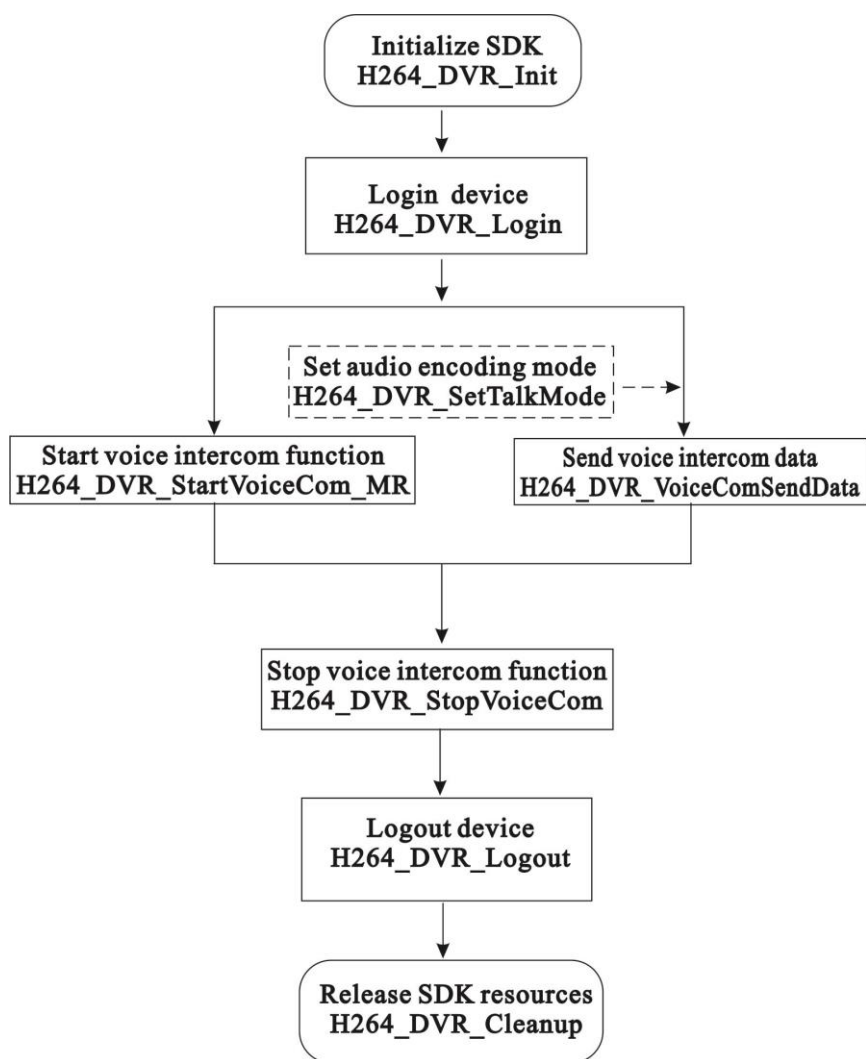 Initialize SDK
H264_DVR_Init
Login device
H264_DVR_Login
Set audio encoding mode
H264_DVR_SetTalkMode
Start voice intercom function
H264_DVR_StartVoiceCom_MR
Send voice intercom data
H264_DVR_VoiceComSendData
Stop voice intercom function
H264_DVR_StopVoiceCom
Logout device
H264_DVR_Logout
Release SDK resources
H264_DVR_Cleanup